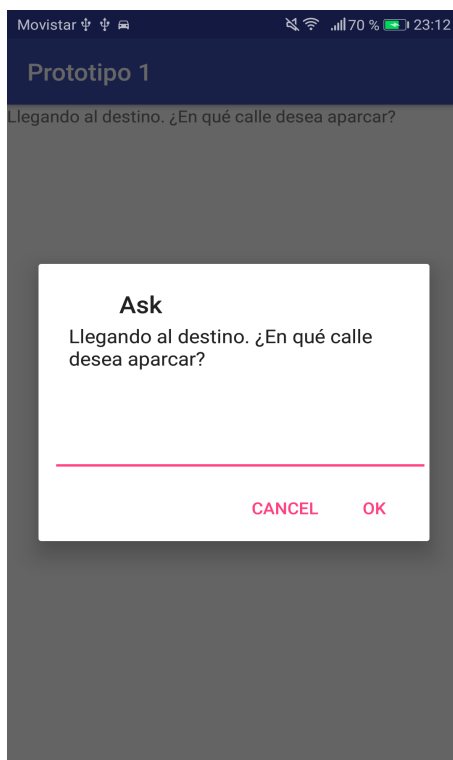 Movistar 70 % 23:12
Prototipo 1
Llegando al destino. ¿En qué calle desea aparcar?
Ask
Llegando al destino. ¿En qué calle
desea aparcar?
CANCEL OK